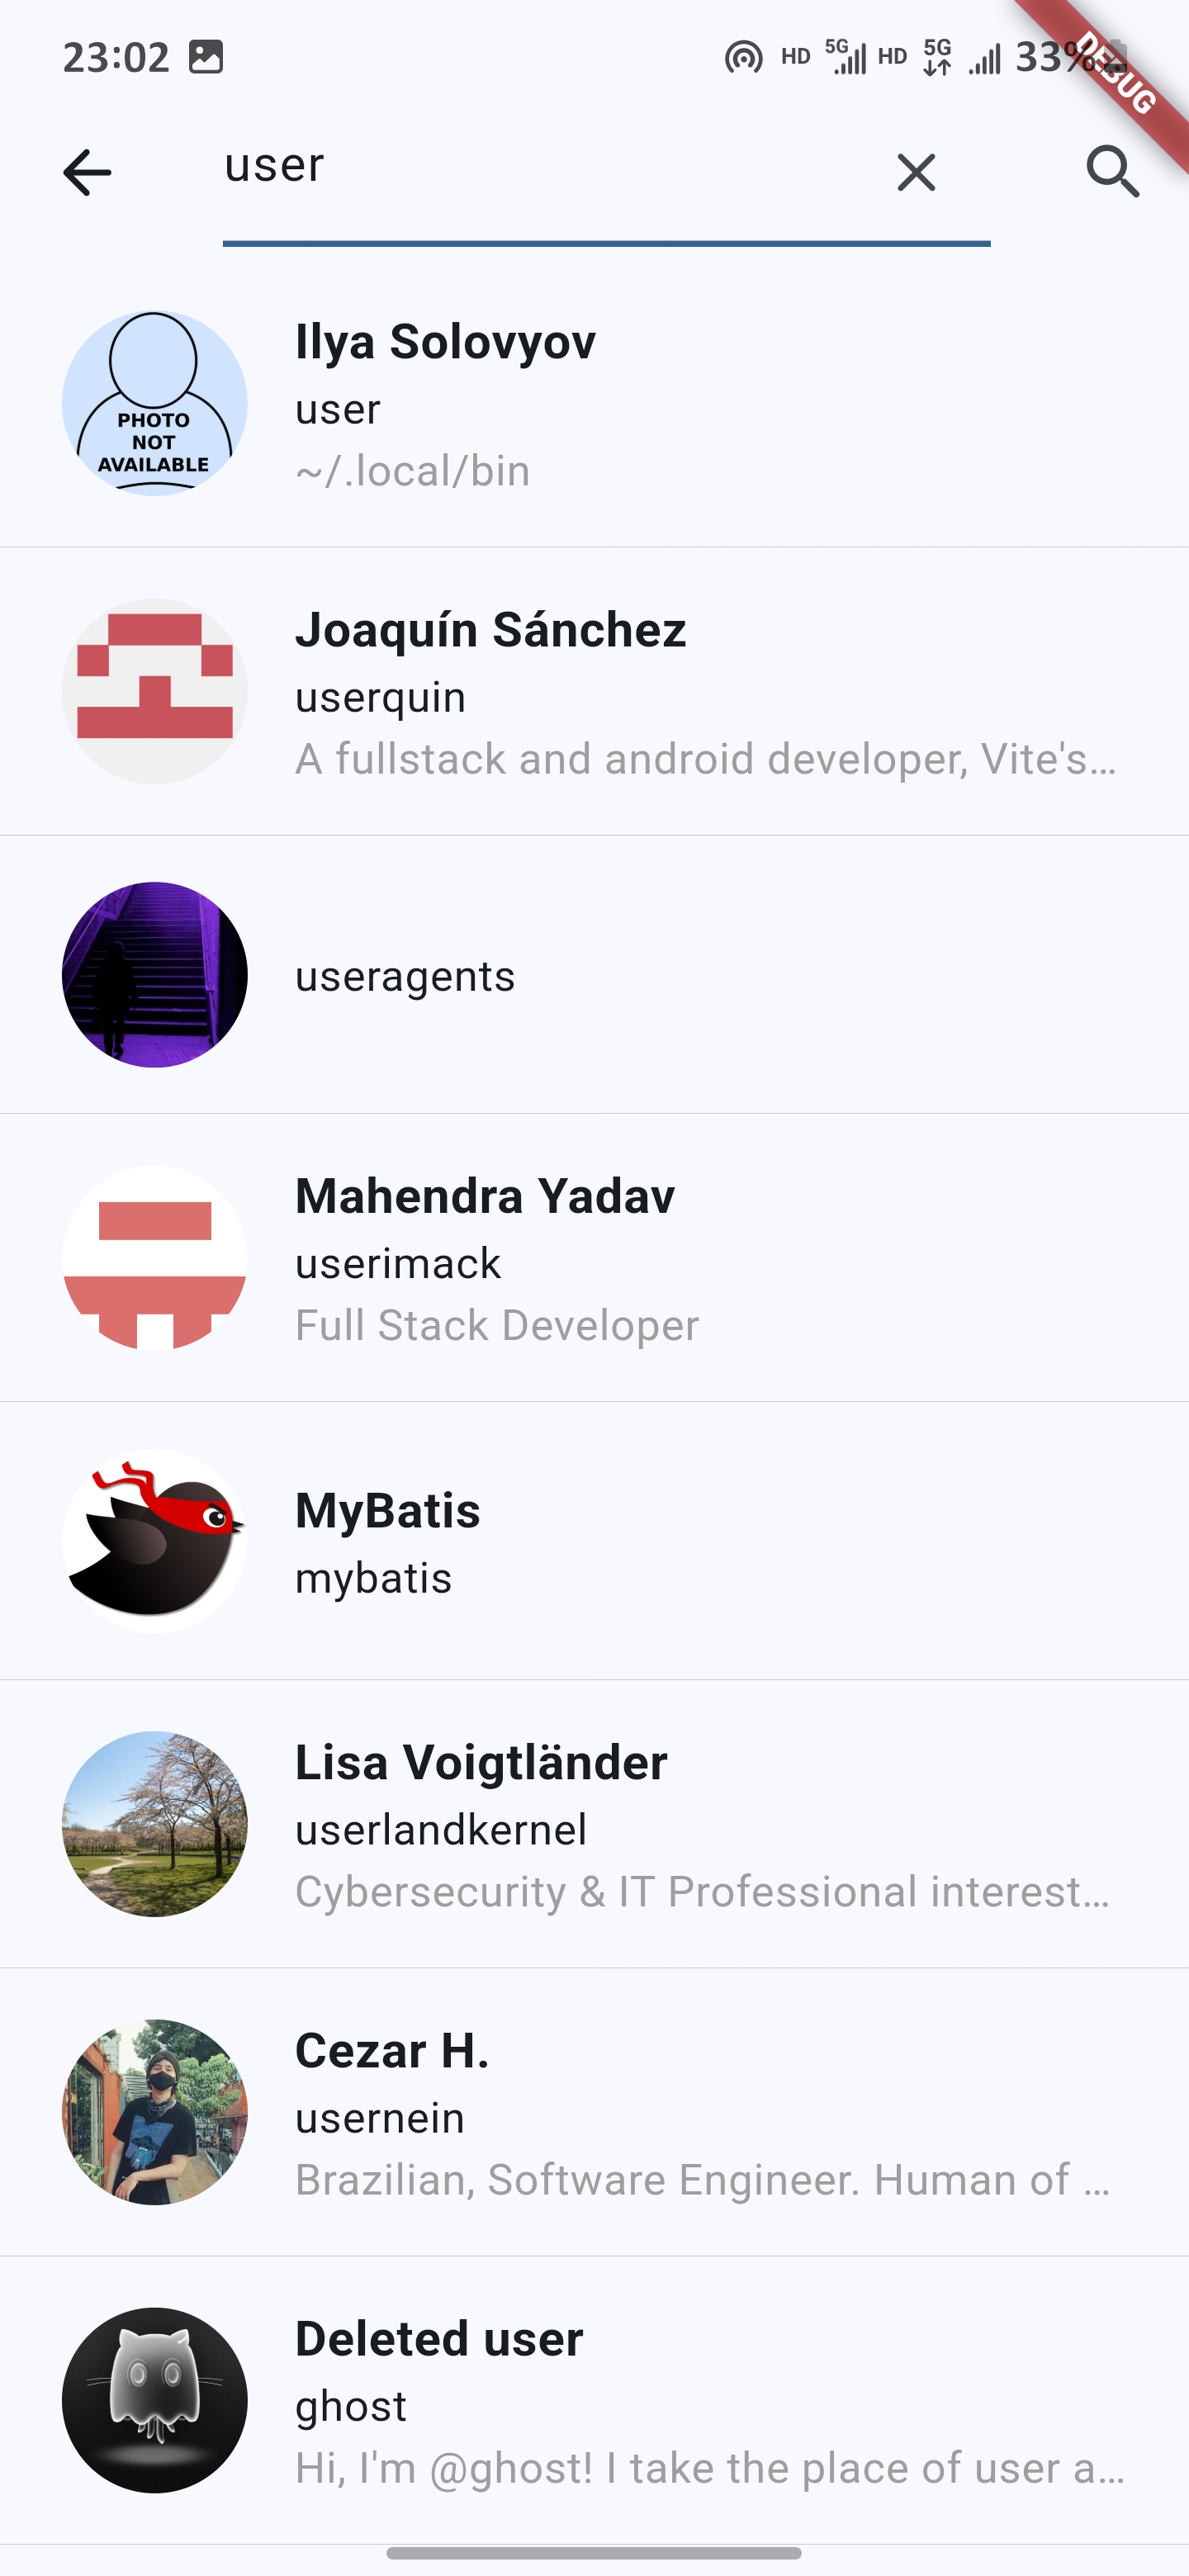 23:02 HD 5G HD 5G 33%
DEBUG
user
Ilya Solovyov
user
~/.local/bin
PHOTO
NOT
AVAILABLE
Joaquín Sánchez
userquin
A fullstack and android developer, Vite's…
useragents
Mahendra Yadav
userimack
Full Stack Developer
MyBatis
mybatis
Lisa Voigtländer
userlandkernel
Cybersecurity & IT Professional interest…
Cezar H.
usernein
Brazilian, Software Engineer. Human of …
Deleted user
ghost
Hi, I'm @ghost! I take the place of user a…